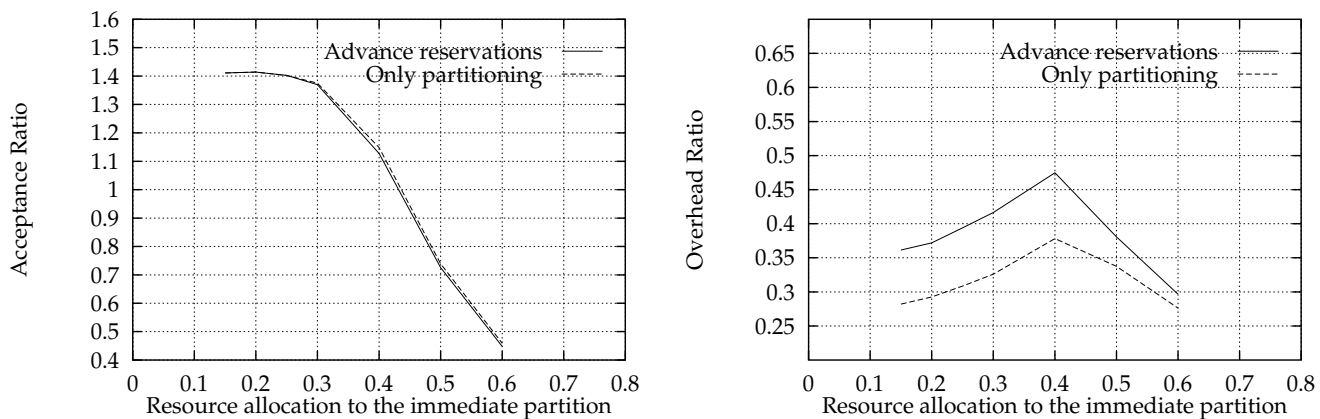 1.6
1.5
1.4
1.3
1.2
1.1
1
0.9
0.8
0.7
0.6
0.5
0.4
0 0.1 0.2 0.3 0.4 0.5 0.6 0.7 0.8
Acceptance Ratio
Resource allocation to the immediate partition
Advance reservations
Only partitioning
0.65
0.6
0.55
0.5
0.45
0.4
0.35
0.3
0.25
0 0.1 0.2 0.3 0.4 0.5 0.6 0.7 0.8
Overhead Ratio
Resource allocation to the immediate partition
Advance reservations
Only partitioning